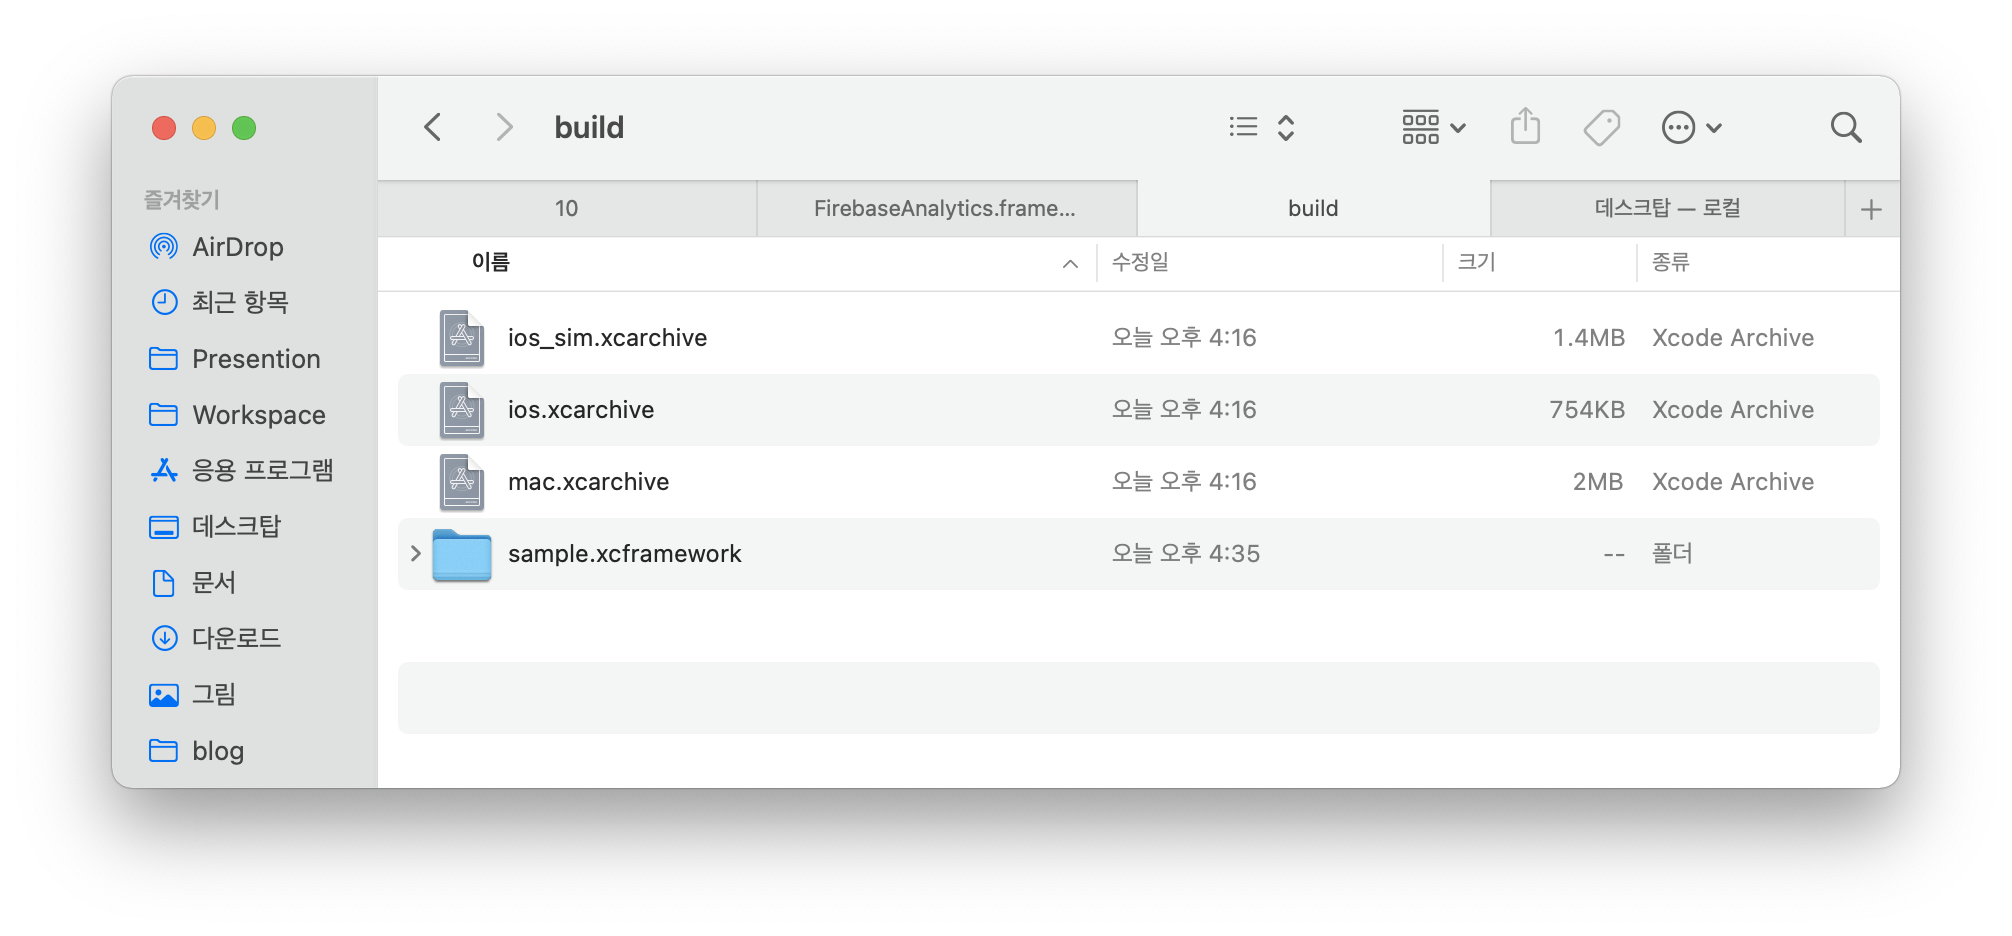 build
10
FirebaseAnalytics.frame...
build
데스크탑 — 로컬
즐겨찾기
AirDrop
최근 항목
Presention
Workspace
응용 프로그램
데스크탑
문서
다운로드
그림
blog
이름 수정일 크기 종류
ios_sim.xcarchive 오늘 오후 4:16 1.4MB Xcode Archive
ios.xcarchive 오늘 오후 4:16 754KB Xcode Archive
mac.xcarchive 오늘 오후 4:16 2MB Xcode Archive
sample.xcframework 오늘 오후 4:35 -- 폴더